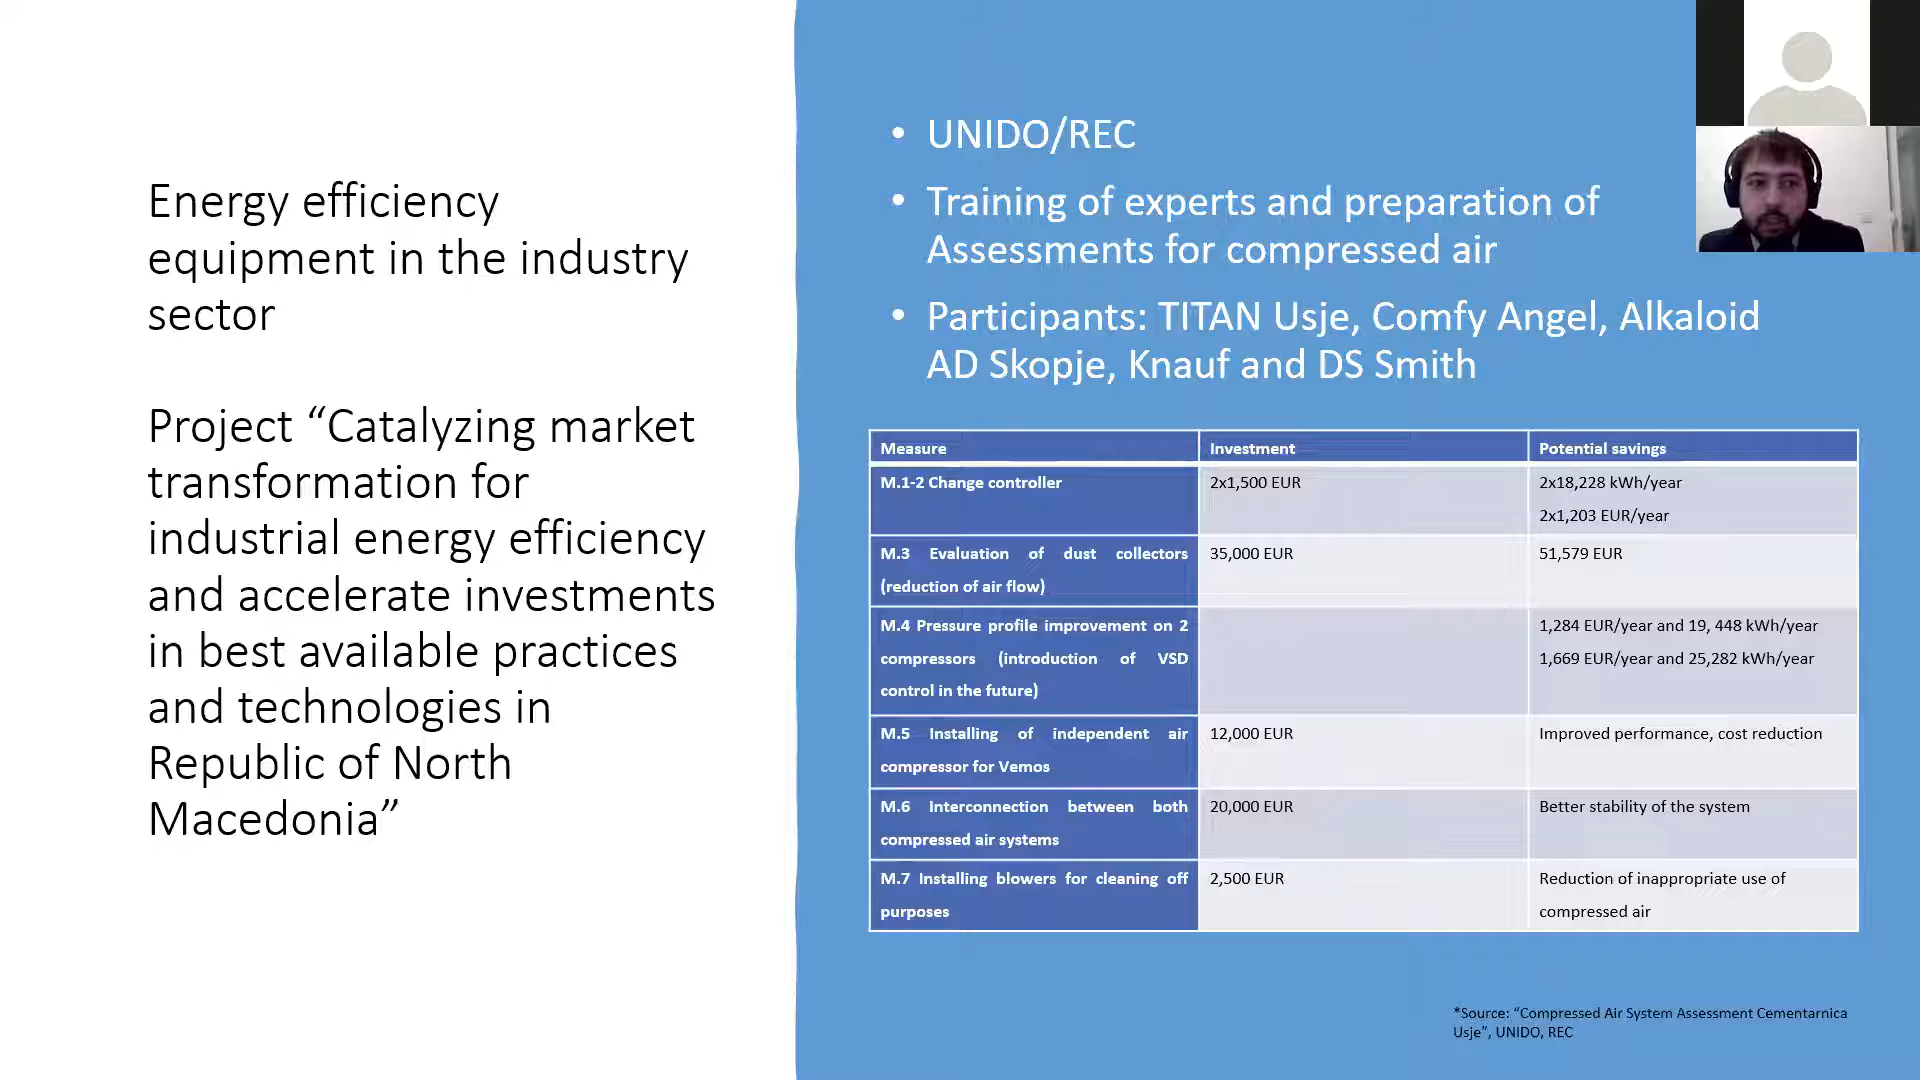 Energy efficiency
equipment in the industry
sector
Project “Catalyzing market
transformation for
industrial energy efficiency
and accelerate investments
in best available practices
and technologies in
Republic of North
Macedonia”
• UNIDO/REC
• Training of experts and preparation of
Assessments for compressed air
• Participants: TITAN Usje, Comfy Angel, Alkaloid
AD Skopje, Knauf and DS Smith
Measure Investment Potential savings
M.1-2 Change controller 2x1,500 EUR 2x18,228 kWh/year
2x1,203 EUR/year
M.3 Evaluation of dust collectors 35,000 EUR 51,579 EUR
(reduction of air flow)
M.4 Pressure profile improvement on 2 1,284 EUR/year and 19, 448 kWh/year
compressors (introduction of VSD 1,669 EUR/year and 25,282 kWh/year
control in the future)
M.5 Installing of independent air 12,000 EUR Improved performance, cost reduction
compressor for Vemos
M.6 Interconnection between both 20,000 EUR Better stability of the system
compressed air systems
M.7 Installing blowers for cleaning off 2,500 EUR Reduction of inappropriate use of
purposes compressed air
*Source: “Compressed Air System Assessment Cementarnica
Usje”, UNIDO, REC